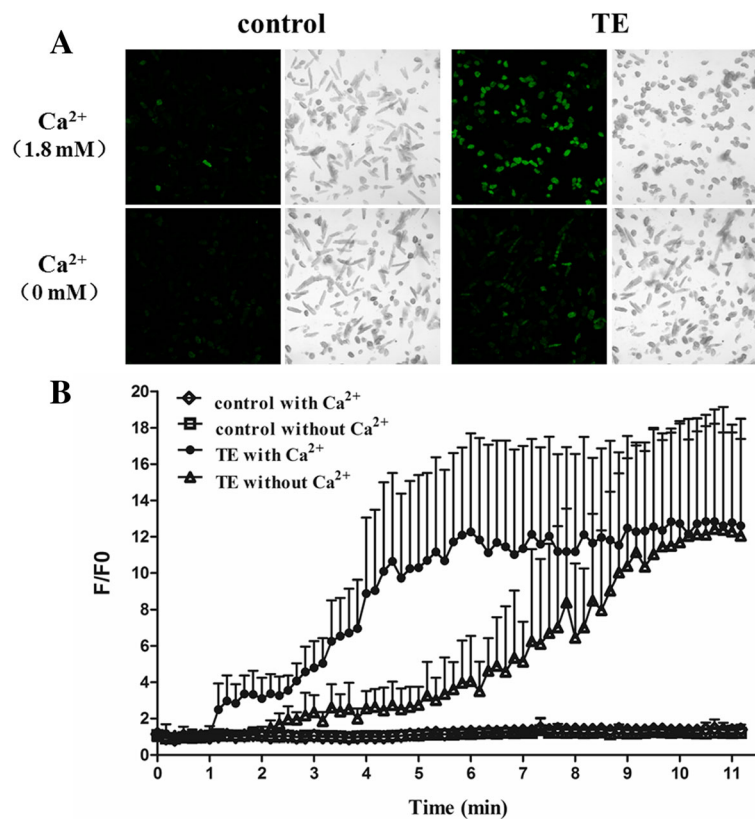 control TE
A
Ca²⁺
（1.8 mM）
Ca²⁺
（0 mM）
B
control with Ca²⁺
control without Ca²⁺
TE with Ca²⁺
TE without Ca²⁺
20
18
16
14
12
10
8
6
4
2
0
F/F0
0 1 2 3 4 5 6 7 8 9 10 11
Time (min)